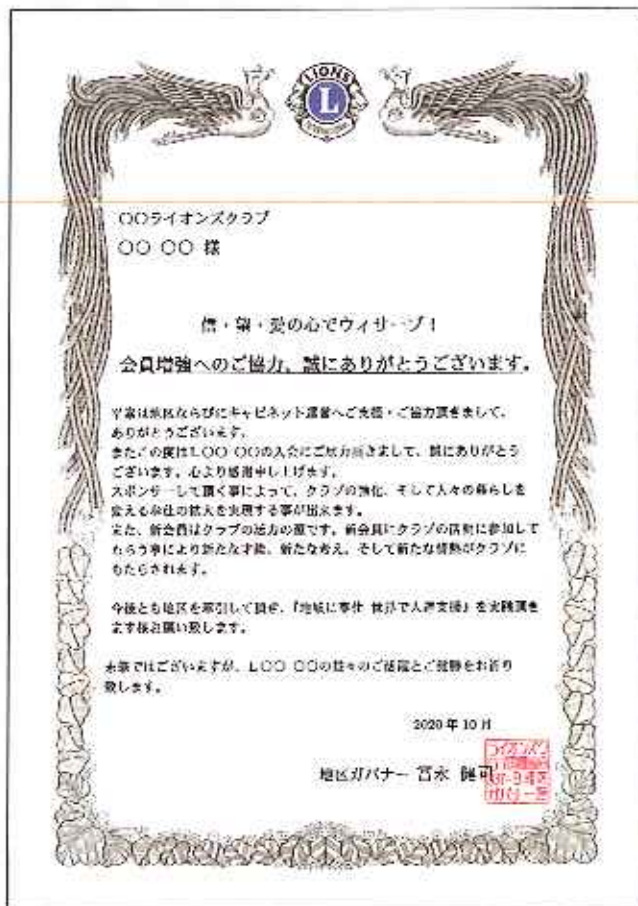 LIONS
L
INTERNATIONAL
〇〇ライオンズクラブ
〇〇 〇〇 様
信・望・愛の心でウィサーブ！
会員増強へのご協力、誠にありがとうございます。
平素は地区ならびにキャビネット運営へご支援・ご協力頂きまして、
ありがとうございます。
またこの度はL〇〇 〇〇の入会にご尽力頂きまして、誠にありがとう
ございます。心より感謝申し上げます。
スポンサーして頂く事によって、クラブの強化、そして人々の暮らしを
変える奉仕の拡大を実現する事が出来ます。
また、新会員はクラブの活力の源です。新会員にクラブの活動に参加して
もらう事により新たな才能、新たな考え、そして新たな情熱がクラブに
もたらされます。
今後とも地区を牽引して頂き、『地域に奉仕 世界で人道支援』を実践頂き
ます様お願い致します。
末筆ではございますが、L〇〇 〇〇の益々のご活躍とご健勝をお祈り
致します。
2020年10月
地区ガバナー 冨永 健司